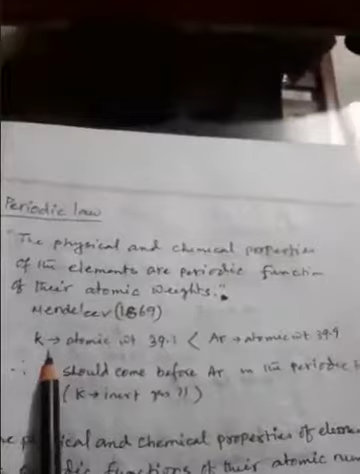 Periodic law
"The physical and chemical properties
of the elements are periodic function
of their atomic weights."
Mendeleev (1869)
K → atomic wt 39.1 < Ar → atomic wt 39.9
should come before Ar in the periodic
(K → inert gas ?!)
ical and chemical properties of
functions of their atomic num